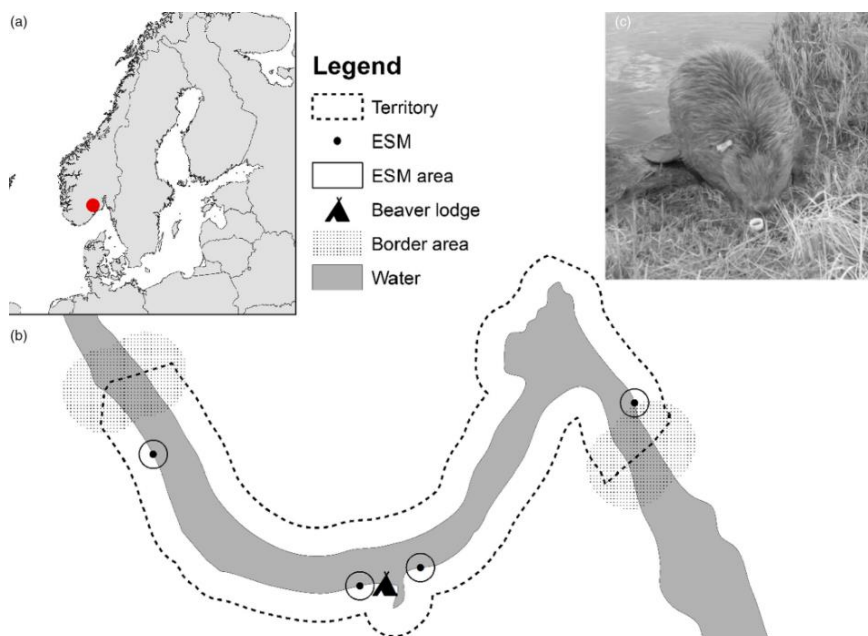 (a)
Legend
Territory
ESM
ESM area
Beaver lodge
Border area
Water
(c)
(b)